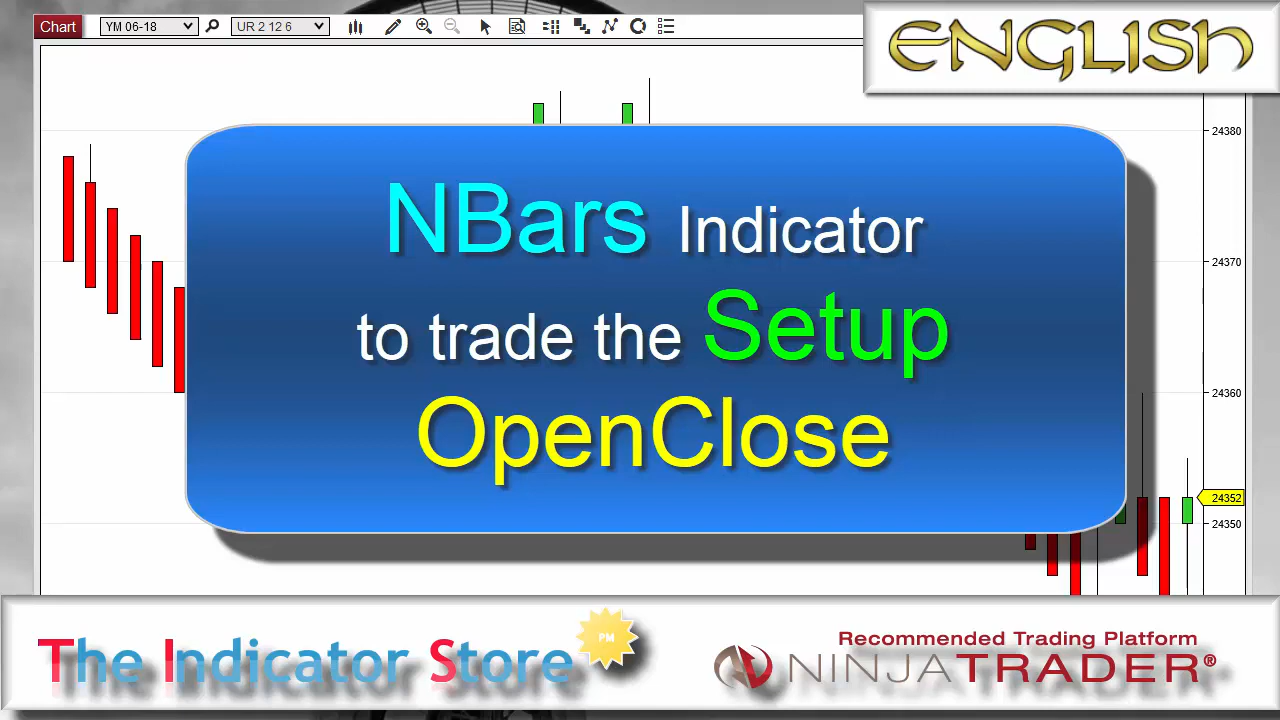 Chart YM 06-18 UR 2 12 6
ENGLISH
24380
24370
24360
24352
24350
NBars Indicator
to trade the Setup
OpenClose
The Indicator Store PM
Recommended Trading Platform
NINJATRADER®